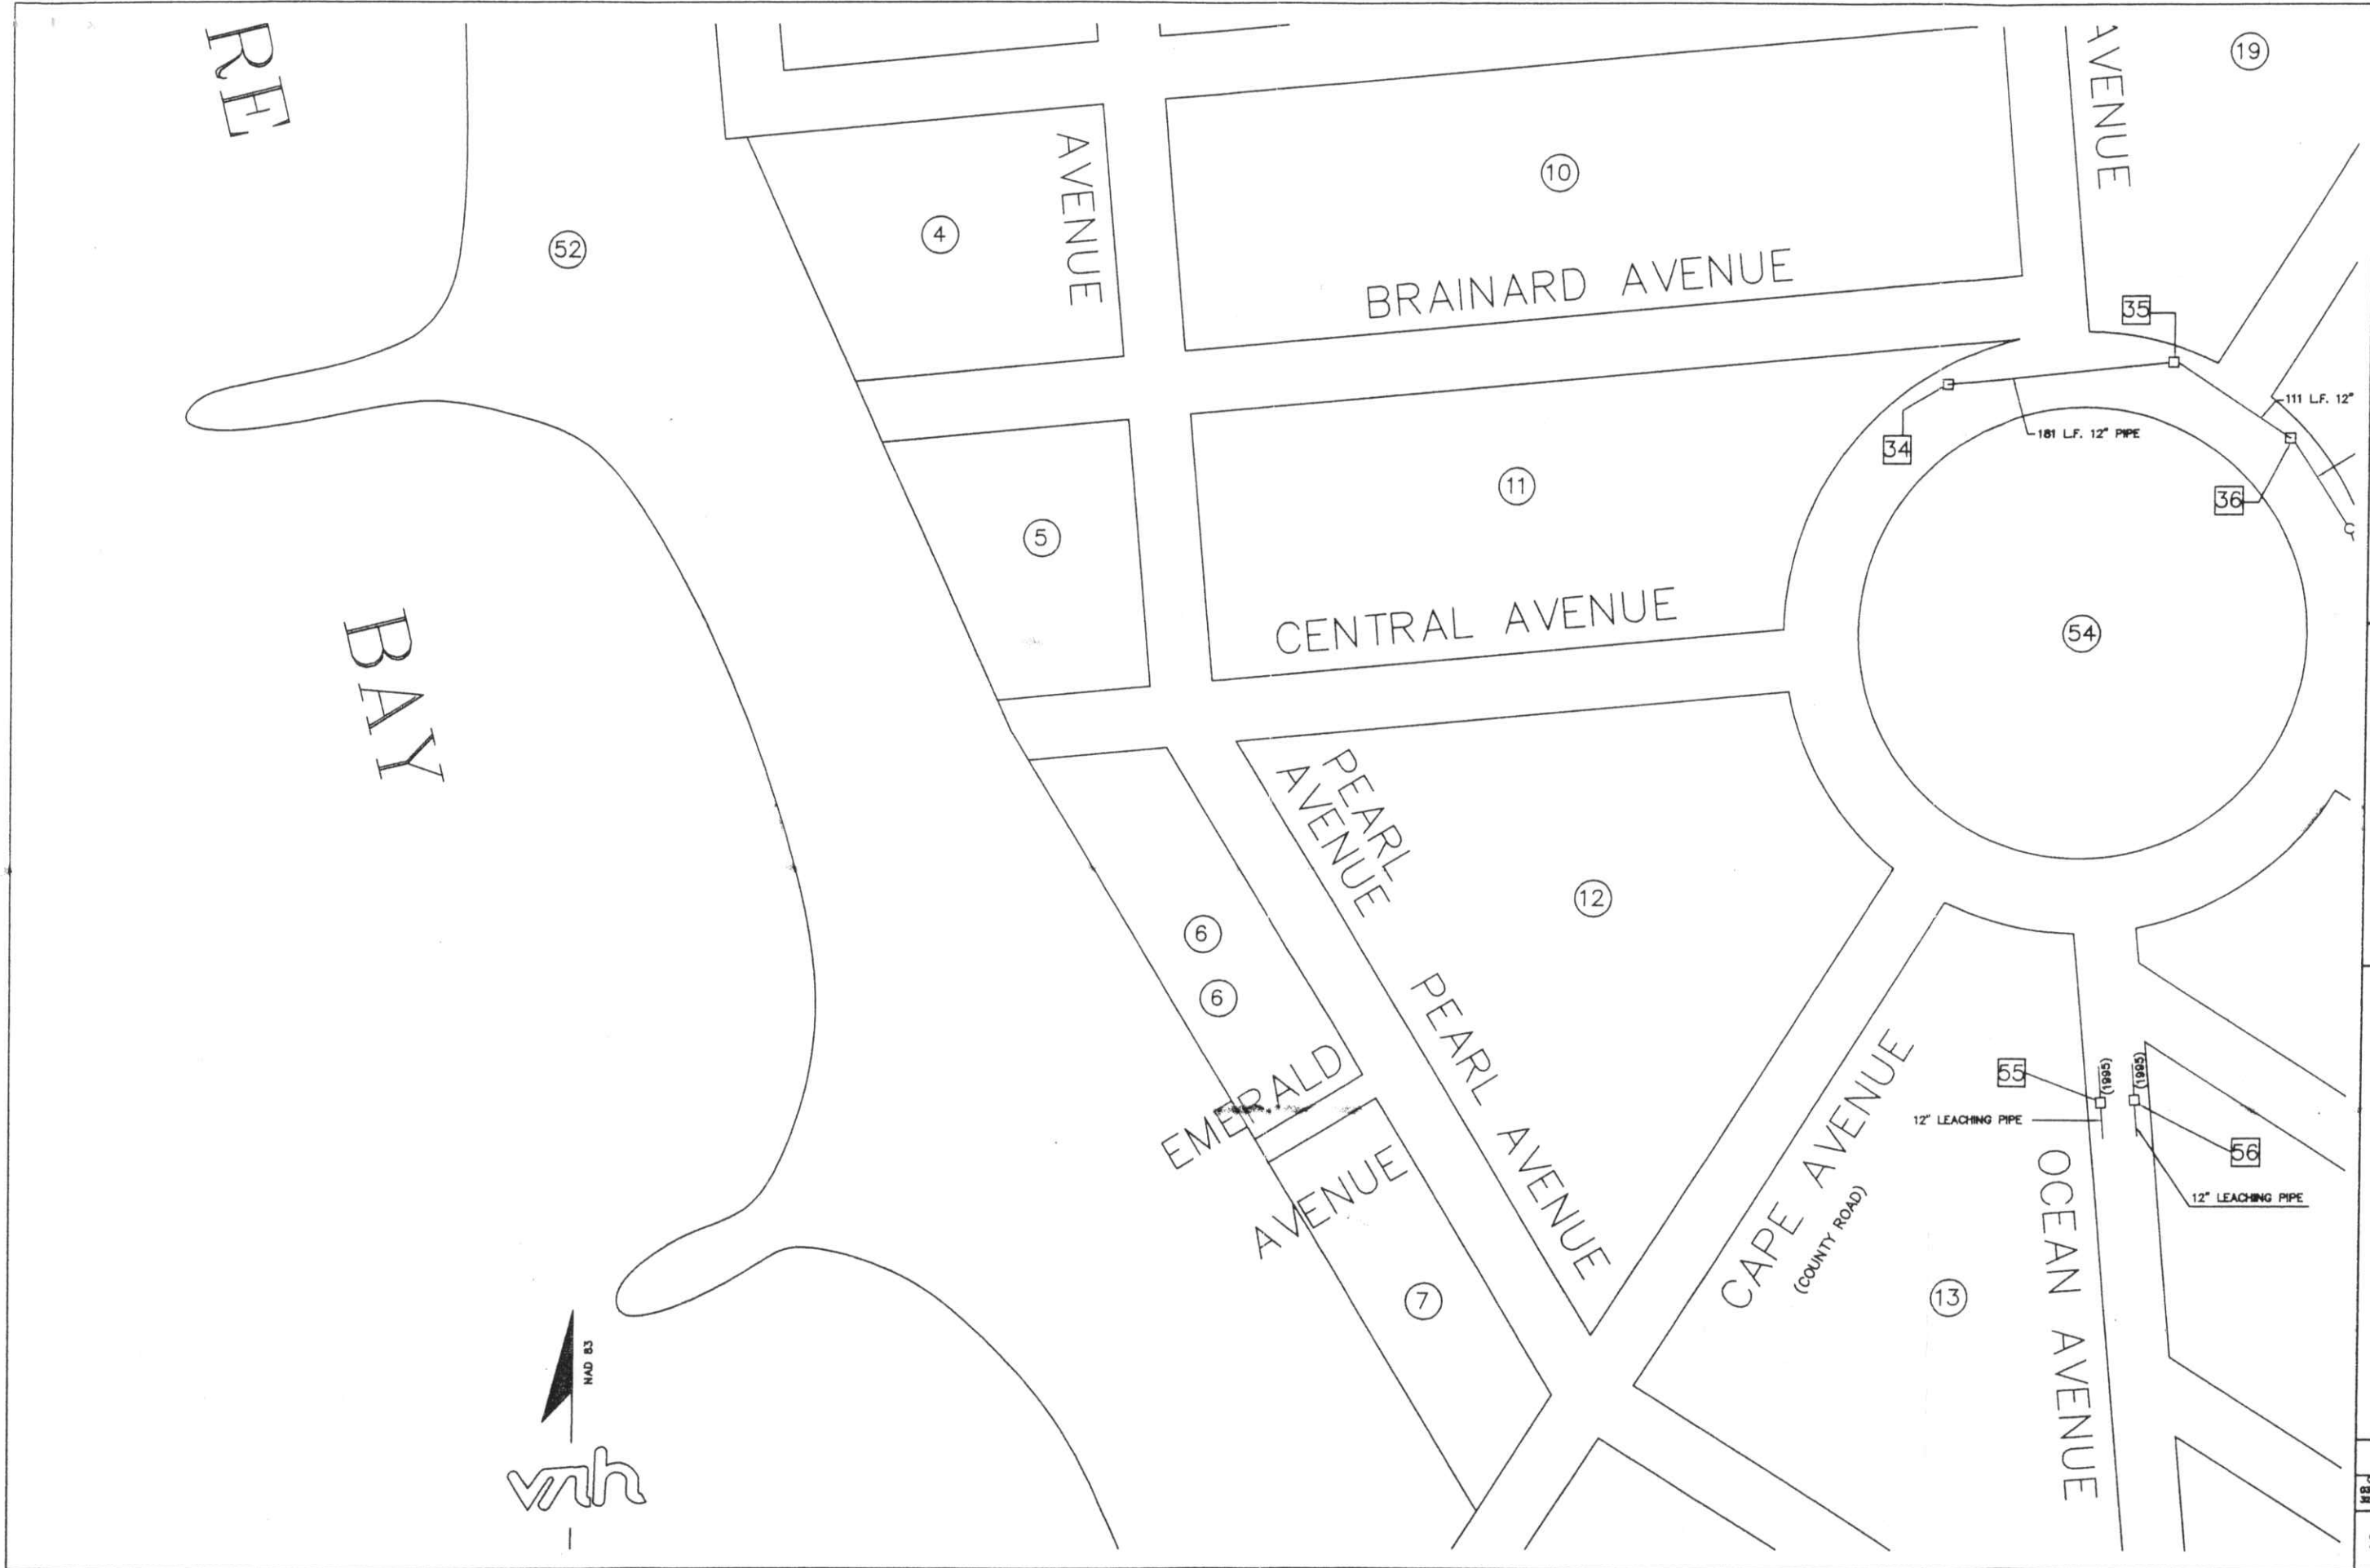 RE
BAY
52
4
AVENUE
10
BRAINARD AVENUE
AVENUE
19
35
34
181 L.F. 12" PIPE
111 L.F. 12"
36
5
11
CENTRAL AVENUE
54
PEARL
AVENUE
12
6
6
EMERALD
AVENUE
PEARL AVENUE
7
CAPE AVENUE
(COUNTY ROAD)
13
55
(1995)
(1995)
12" LEACHING PIPE
56
12" LEACHING PIPE
OCEAN AVENUE
NAD 83